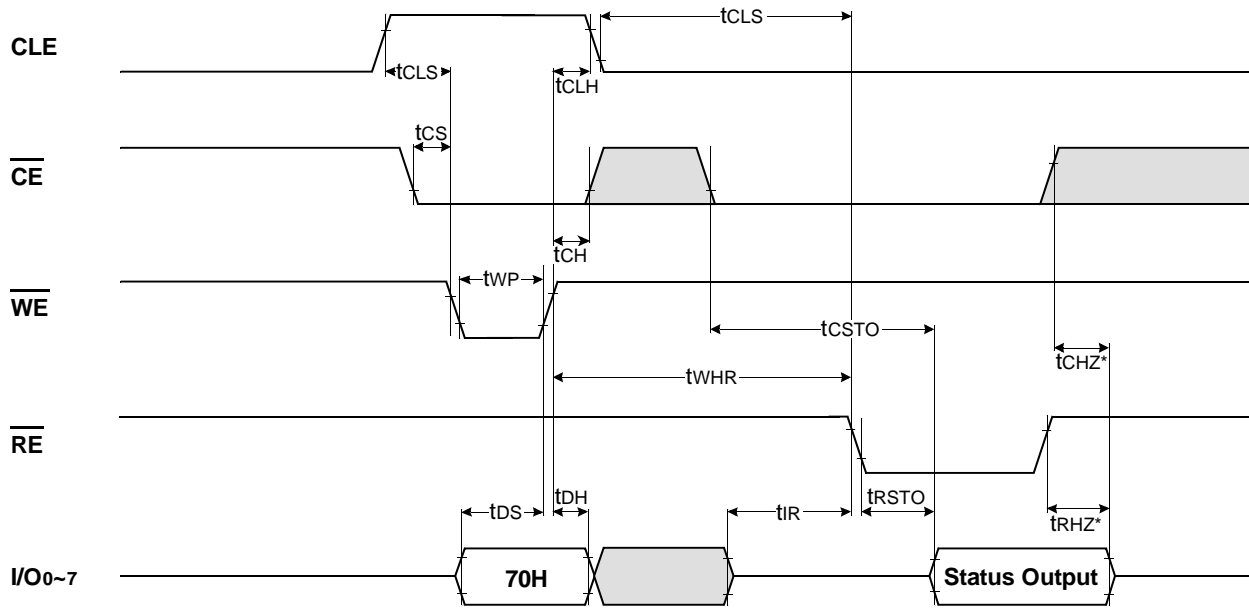 CLE
tCLS
tCLS
tCLH
CE
tCS
tCH
WE
tWP
tCSTO
tCHZ*
tWHR
RE
tDH
tRSTO
tDS
tIR
tRHZ*
I/O0~7
70H
Status Output